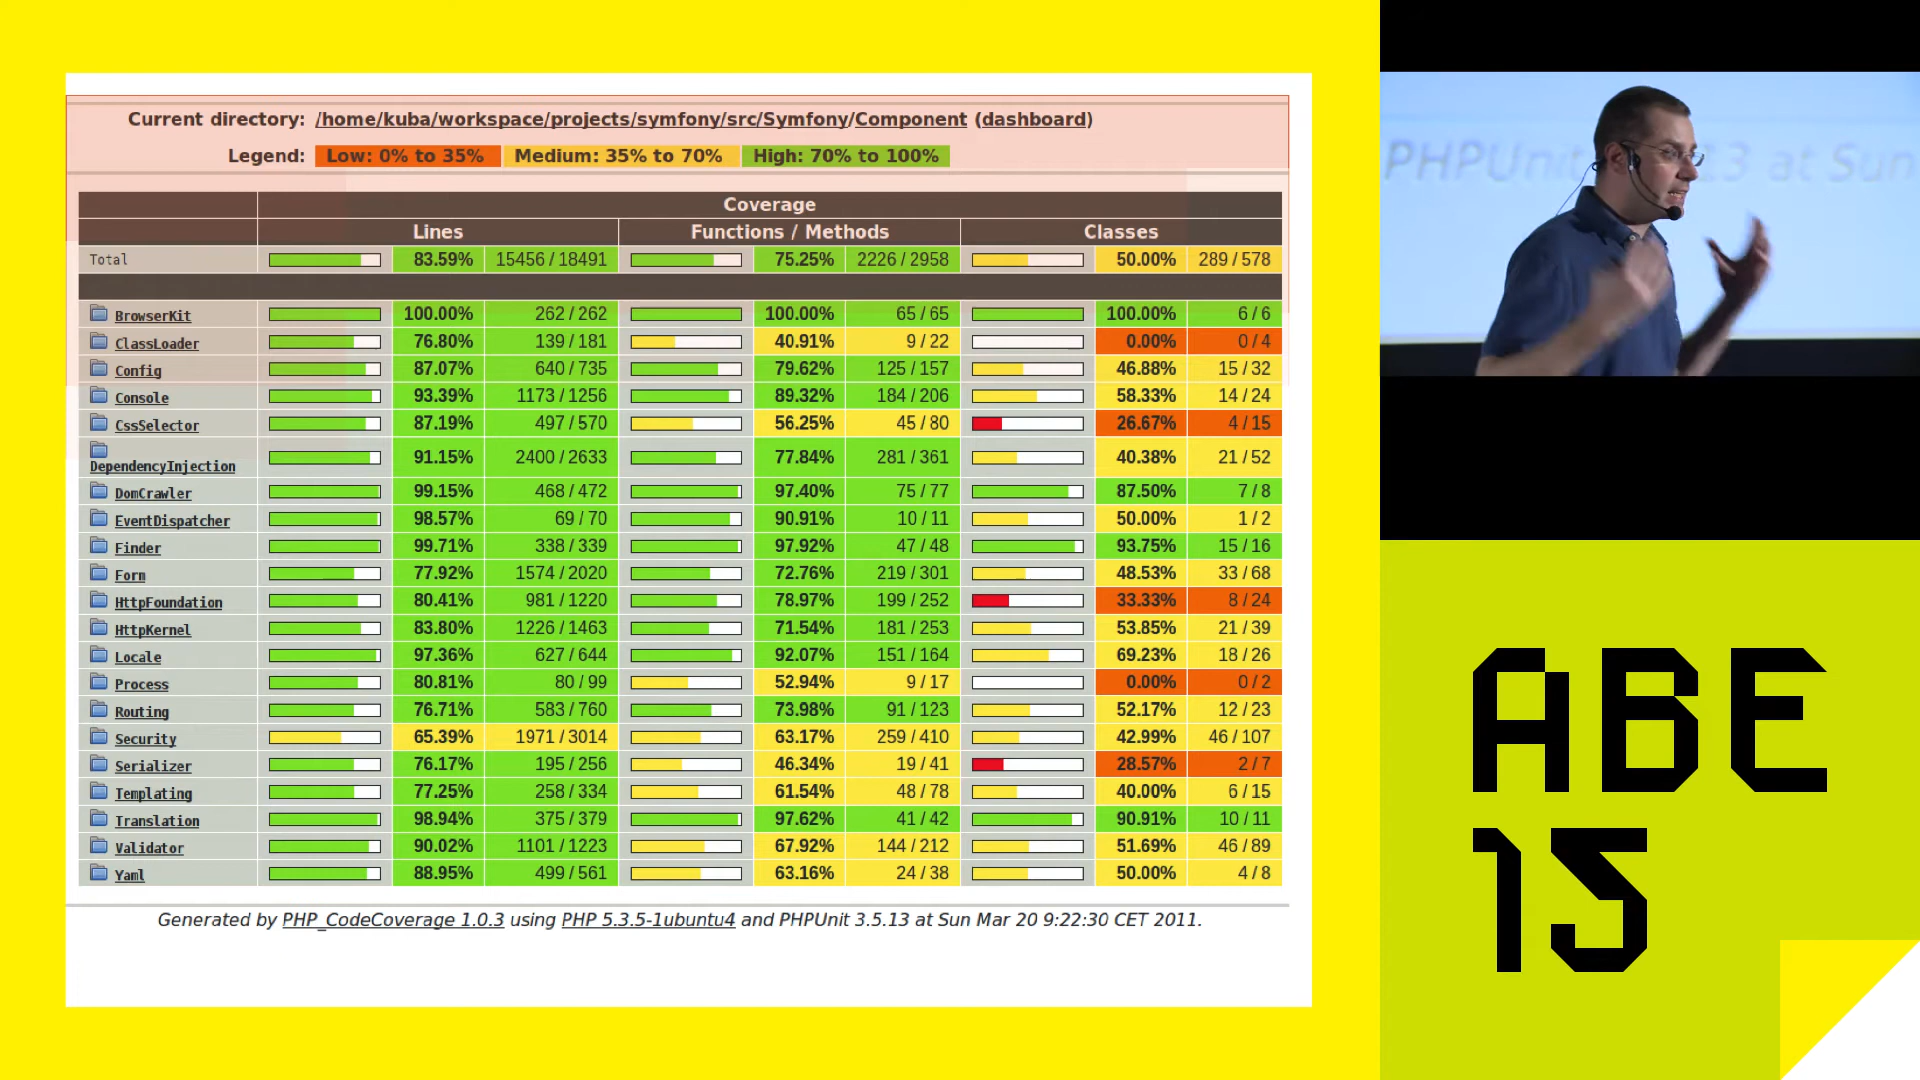 Current directory: /home/kuba/workspace/projects/symfony/src/Symfony/Component (dashboard)
Legend: Low: 0% to 35% Medium: 35% to 70% High: 70% to 100%
Coverage
Lines Functions / Methods Classes
Total 83.59% 15456 / 18491 75.25% 2226 / 2958 50.00% 289 / 578
BrowserKit 100.00% 262 / 262 100.00% 65 / 65 100.00% 6 / 6
ClassLoader 76.80% 139 / 181 40.91% 9 / 22 0.00% 0 / 4
Config 87.07% 640 / 735 79.62% 125 / 157 46.88% 15 / 32
Console 93.39% 1173 / 1256 89.32% 184 / 206 58.33% 14 / 24
CssSelector 87.19% 497 / 570 56.25% 45 / 80 26.67% 4 / 15
DependencyInjection 91.15% 2400 / 2633 77.84% 281 / 361 40.38% 21 / 52
DomCrawler 99.15% 468 / 472 97.40% 75 / 77 87.50% 7 / 8
EventDispatcher 98.57% 69 / 70 90.91% 10 / 11 50.00% 1 / 2
Finder 99.71% 338 / 339 97.92% 47 / 48 93.75% 15 / 16
Form 77.92% 1574 / 2020 72.76% 219 / 301 48.53% 33 / 68
HttpFoundation 80.41% 981 / 1220 78.97% 199 / 252 33.33% 8 / 24
HttpKernel 83.80% 1226 / 1463 71.54% 181 / 253 53.85% 21 / 39
Locale 97.36% 627 / 644 92.07% 151 / 164 69.23% 18 / 26
Process 80.81% 80 / 99 52.94% 9 / 17 0.00% 0 / 2
Routing 76.71% 583 / 760 73.98% 91 / 123 52.17% 12 / 23
Security 65.39% 1971 / 3014 63.17% 259 / 410 42.99% 46 / 107
Serializer 76.17% 195 / 256 46.34% 19 / 41 28.57% 2 / 7
Templating 77.25% 258 / 334 61.54% 48 / 78 40.00% 6 / 15
Translation 98.94% 375 / 379 97.62% 41 / 42 90.91% 10 / 11
Validator 90.02% 1101 / 1223 67.92% 144 / 212 51.69% 46 / 89
Yaml 88.95% 499 / 561 63.16% 24 / 38 50.00% 4 / 8
Generated by PHP_CodeCoverage 1.0.3 using PHP 5.3.5-1ubuntu4 and PHPUnit 3.5.13 at Sun Mar 20 9:22:30 CET 2011.
PHPUnit 13 at Sun
ABE
15